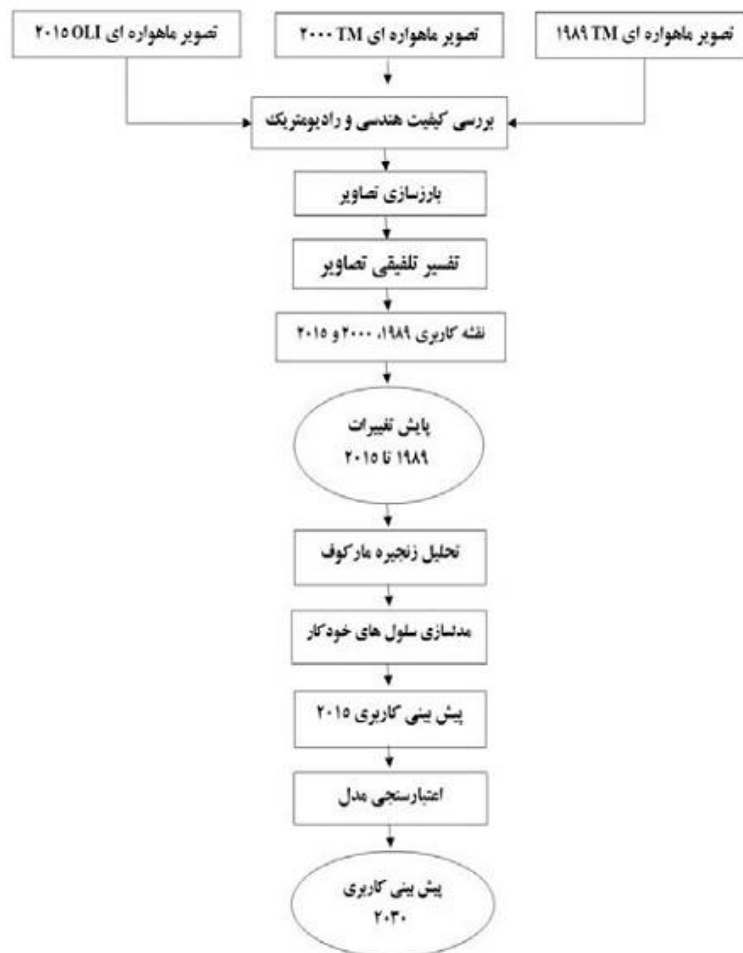 تصویر ماهواره ای ۱۹۸۹ TM
تصویر ماهواره ای ۲۰۰۰ TM
تصویر ماهواره ای ۲۰۱۵ OLI
بررسی کیفیت هندسی و رادیومتریک
بارزسازی تصاویر
تفسیر تلفیقی تصاویر
نقشه کاربری ۱۹۸۹، ۲۰۰۰ و ۲۰۱۵
پایش تغییرات
۱۹۸۹ تا ۲۰۱۵
تحلیل زنجیره مارکوف
مدلسازی سلول های خودکار
پیش بینی کاربری ۲۰۱۵
اعتبارسنجی مدل
پیش بینی کاربری
۲۰۳۰